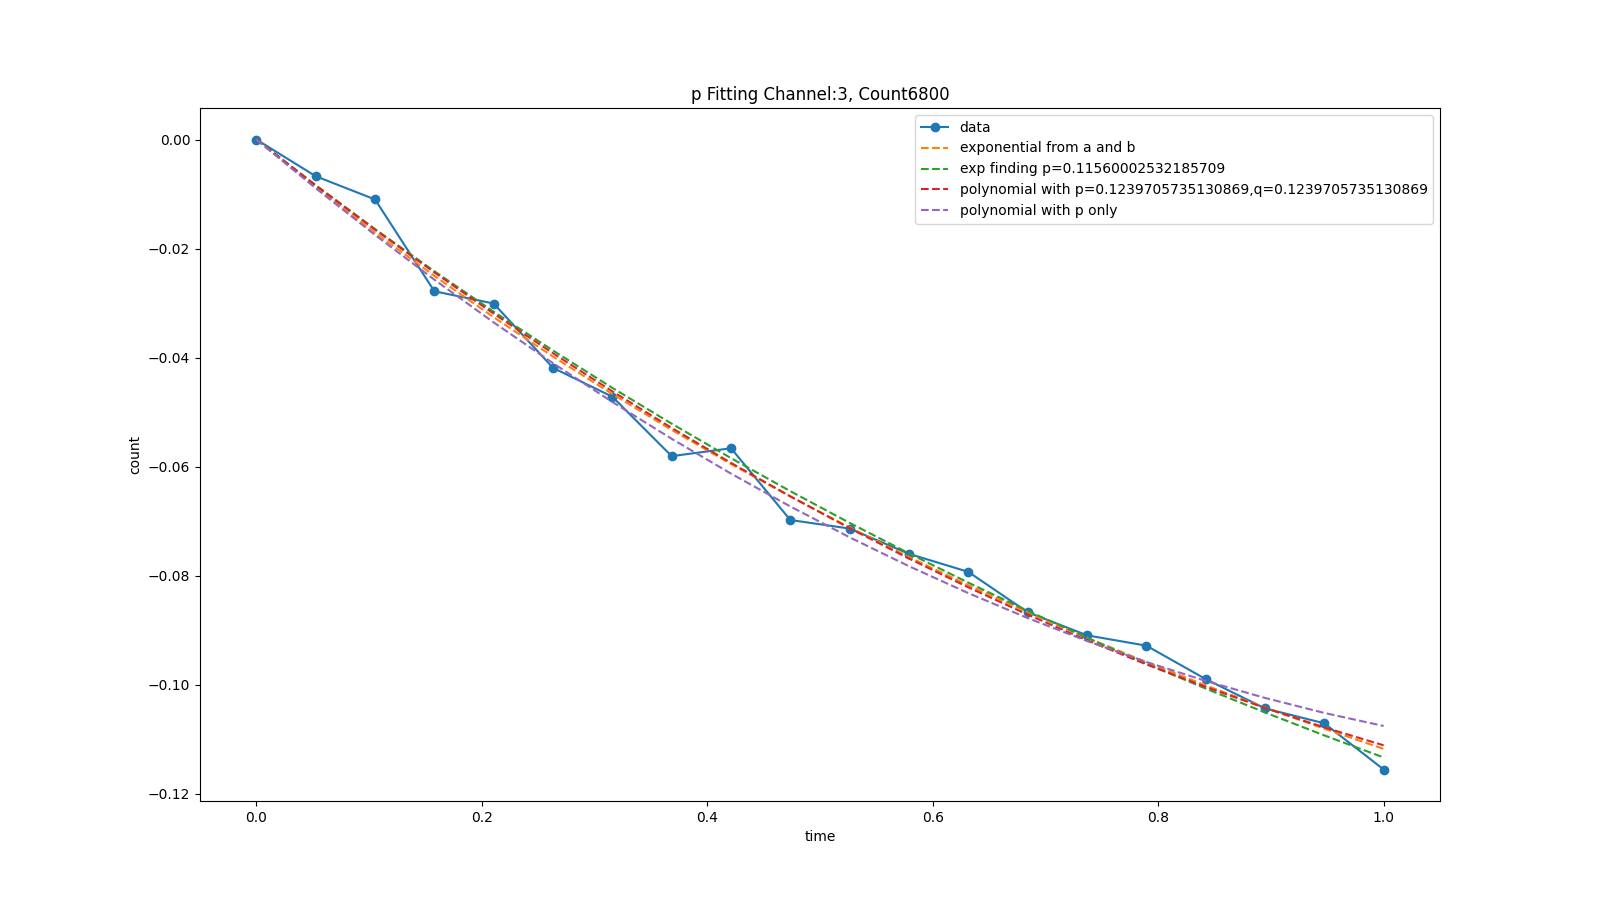 p Fitting Channel:3, Count6800
data
exponential from a and b
exp finding p=0.11560002532185709
polynomial with p=0.1239705735130869,q=0.1239705735130869
polynomial with p only
count
0.00
−0.02
−0.04
−0.06
−0.08
−0.10
−0.12
0.0 0.2 0.4 0.6 0.8 1.0
time